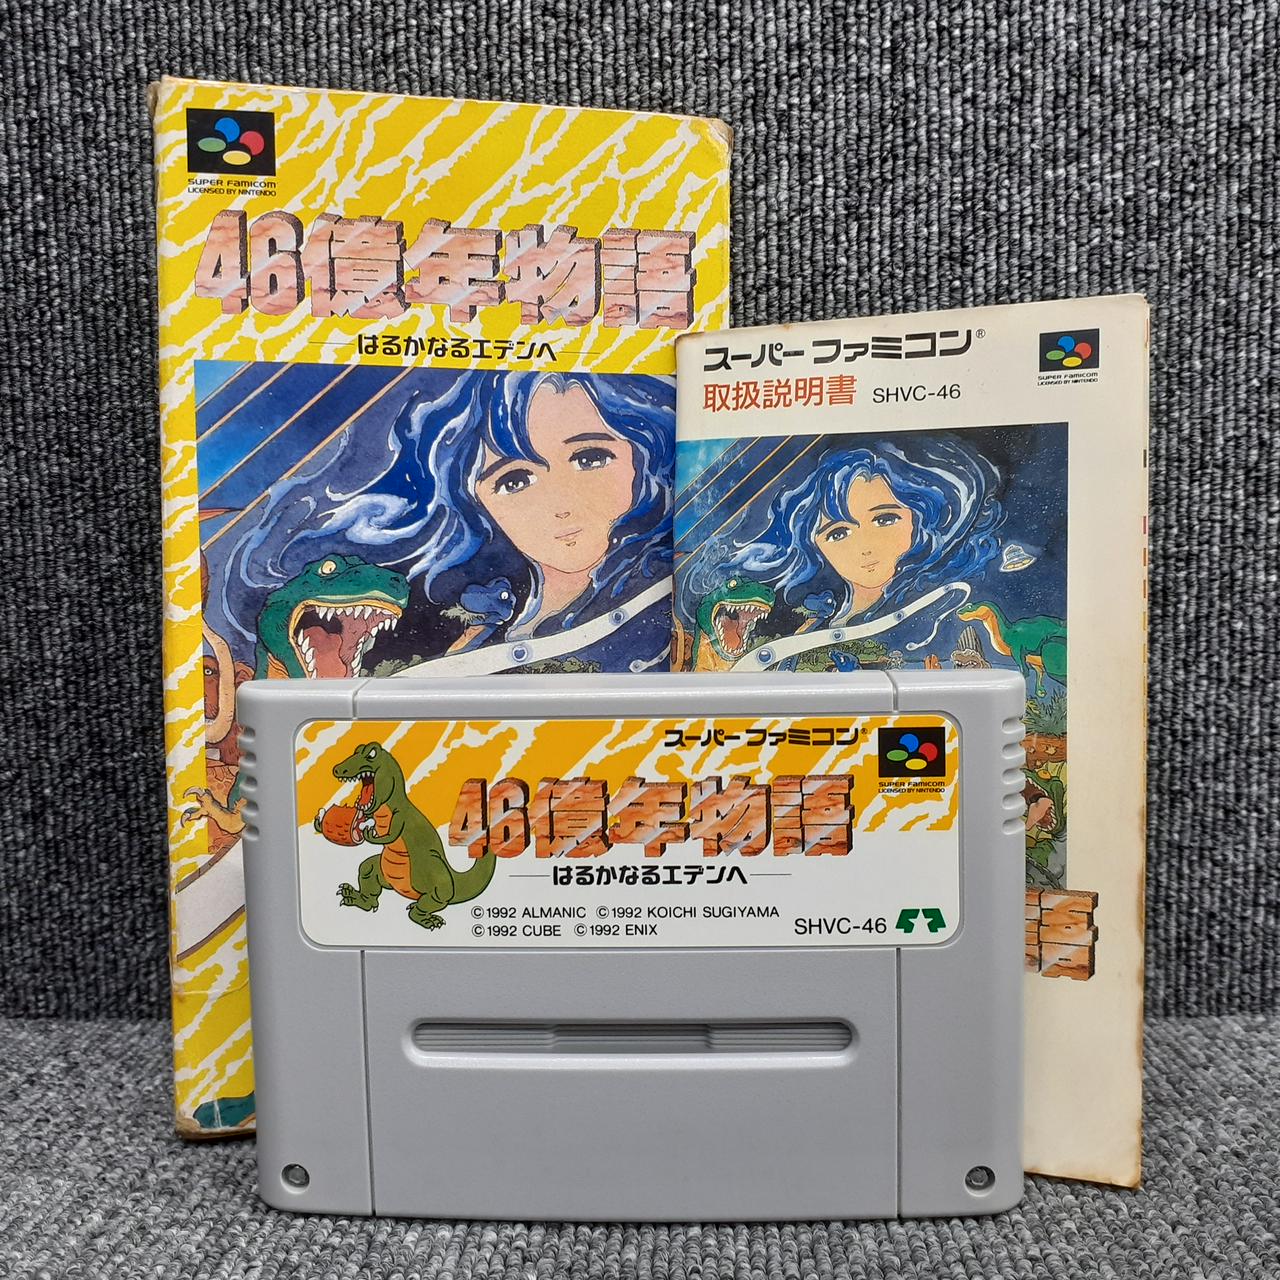 SUPER FAMICOM
LICENSED BY NINTENDO
46億年物語
はるかなるエデンへ
スーパーファミコン®
取扱説明書 SHVC-46
SUPER FAMICOM
LICENSED BY NINTENDO
語
スーパーファミコン®
SUPER FAMICOM
LICENSED BY NINTENDO
46億年物語
はるかなるエデンへ
©1992 ALMANIC ©1992 KOICHI SUGIYAMA
©1992 CUBE ©1992 ENIX
SHVC-46